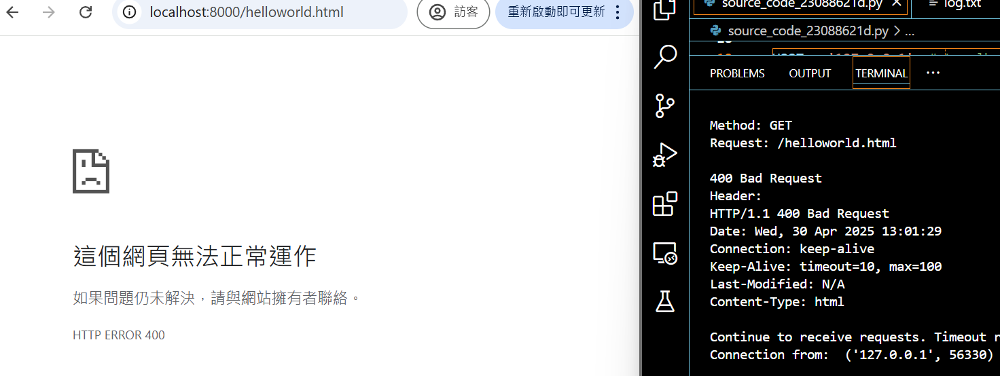 localhost:8000/helloworld.html
訪客
重新啟動即可更新
這個網頁無法正常運作
如果問題仍未解決，請與網站擁有者聯絡。
HTTP ERROR 400
source_code_23088621d.py
log.txt
source_code_23088621d.py > ...
PROBLEMS OUTPUT TERMINAL ...
Method: GET
Request: /helloworld.html
400 Bad Request
Header:
HTTP/1.1 400 Bad Request
Date: Wed, 30 Apr 2025 13:01:29
Connection: keep-alive
Keep-Alive: timeout=10, max=100
Last-Modified: N/A
Content-Type: html
Continue to receive requests. Timeout
Connection from: ('127.0.0.1', 56330)